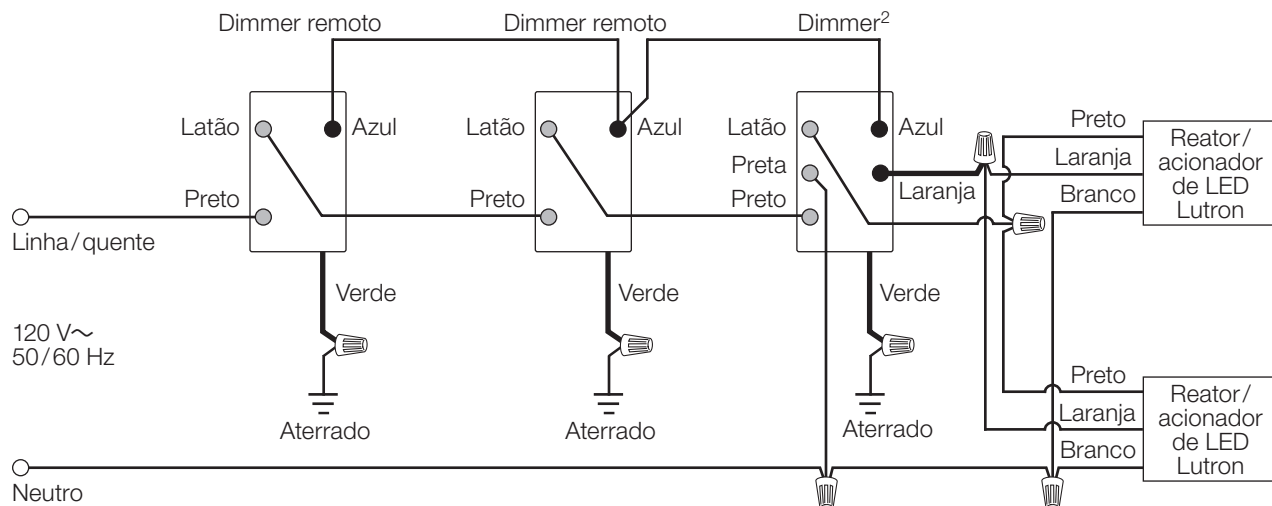 Dimmer remoto
Dimmer remoto
Dimmer²
Latão
Azul
Latão
Azul
Latão
Azul
Preto
Reator/
acionador
de LED
Lutron
Preta
Laranja
Laranja
Preto
Preto
Preto
Branco
Linha/quente
Verde
Verde
Verde
120 V~
50/60 Hz
Aterrado
Aterrado
Aterrado
Preto
Laranja
Branco
Reator/
acionador
de LED
Lutron
Neutro